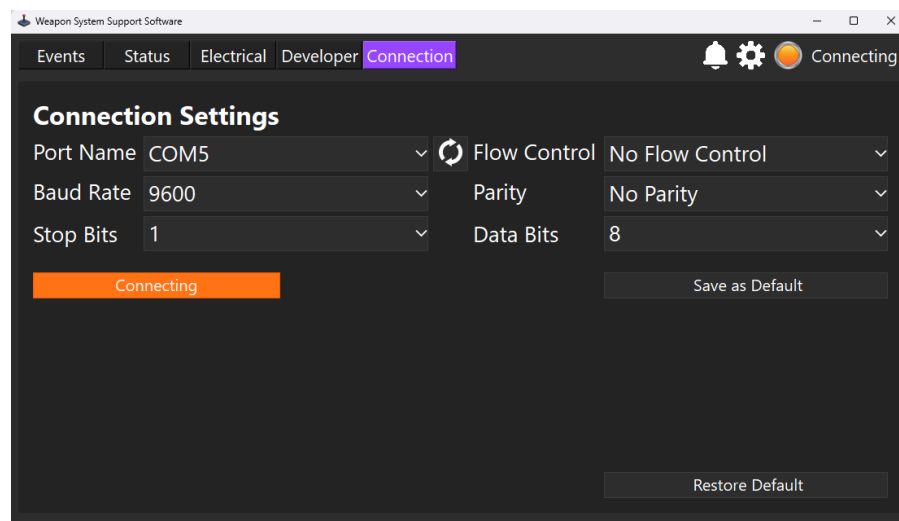 Weapon System Support Software
Events Status Electrical Developer Connection Connecting
Connection Settings
Port Name COM5 Flow Control No Flow Control
Baud Rate 9600 Parity No Parity
Stop Bits 1 Data Bits 8
Connecting Save as Default
Restore Default